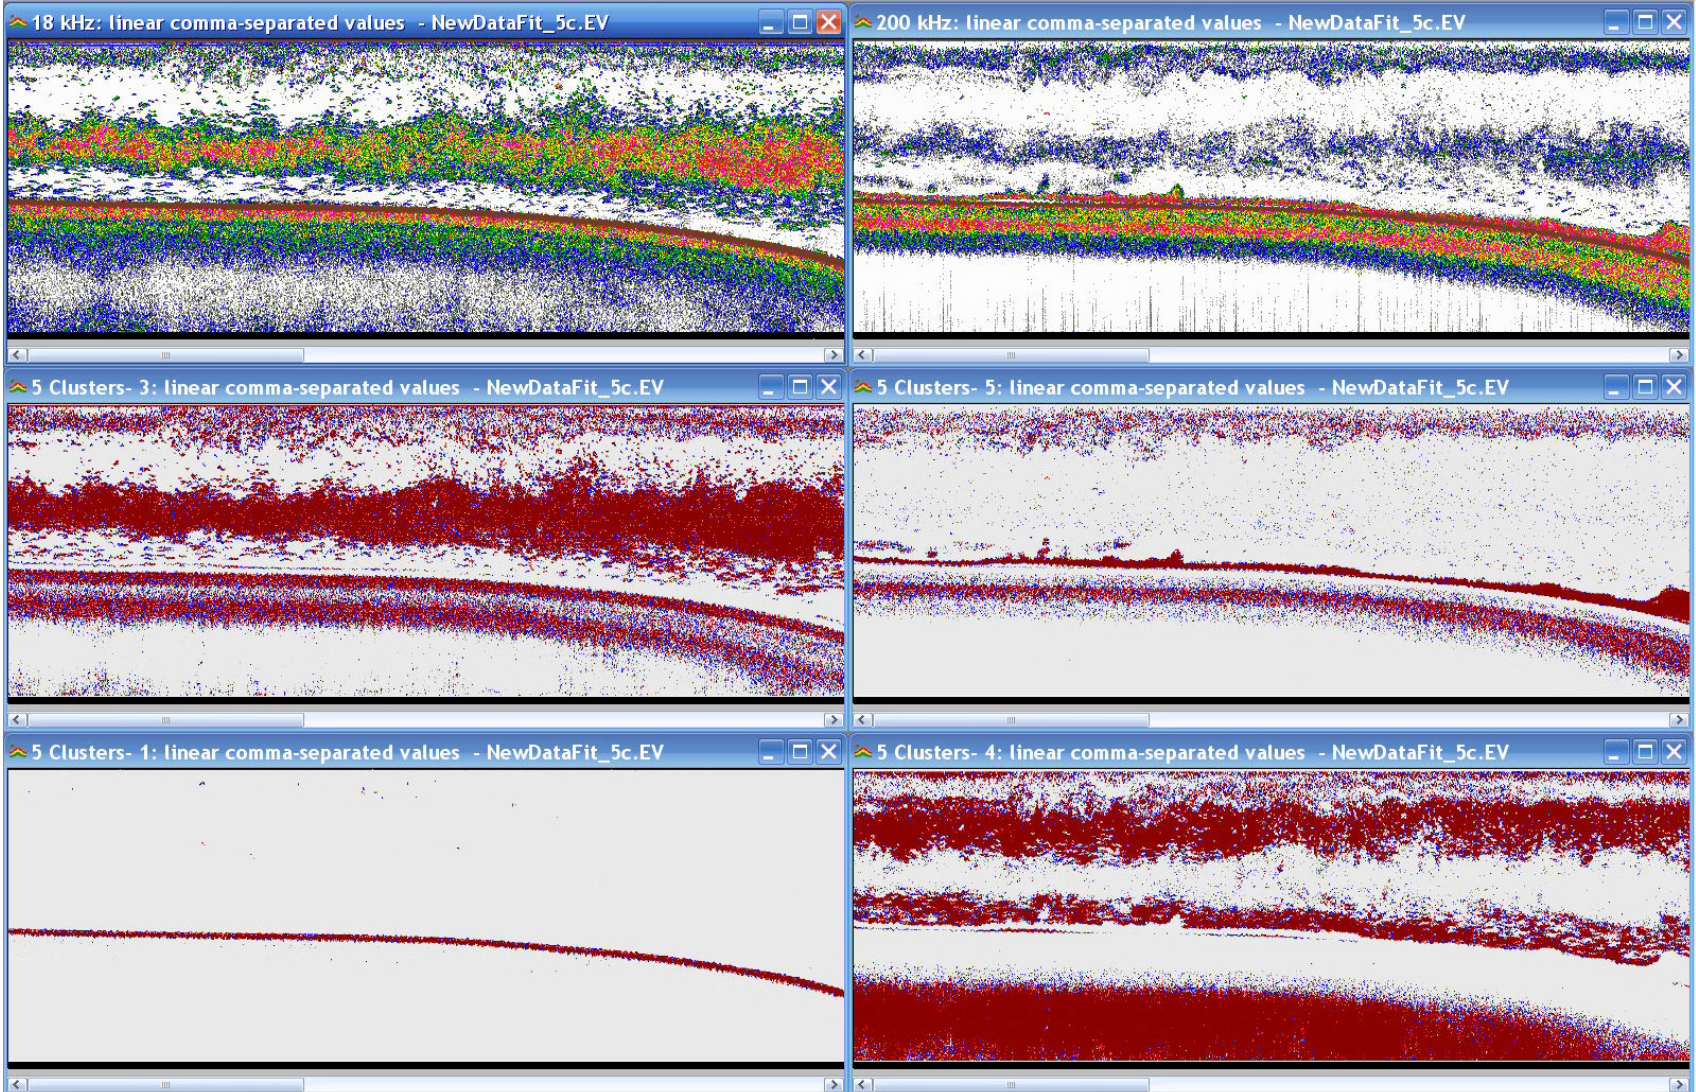 18 kHz: linear comma-separated values - NewDataFit_5c.EV
200 kHz: linear comma-separated values - NewDataFit_5c.EV
5 Clusters- 3: linear comma-separated values - NewDataFit_5c.EV
5 Clusters- 5: linear comma-separated values - NewDataFit_5c.EV
5 Clusters- 1: linear comma-separated values - NewDataFit_5c.EV
5 Clusters- 4: linear comma-separated values - NewDataFit_5c.EV